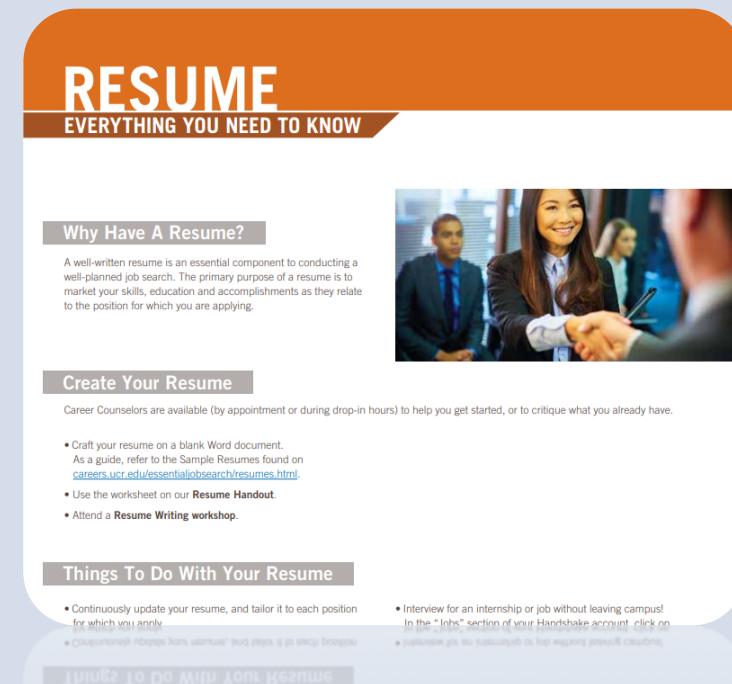 RESUME
EVERYTHING YOU NEED TO KNOW
Why Have A Resume?
A well-written resume is an essential component to conducting a
well-planned job search. The primary purpose of a resume is to
market your skills, education and accomplishments as they relate
to the position for which you are applying.
Create Your Resume
Career Counselors are available (by appointment or during drop-in hours) to help you get started, or to critique what you already have.
• Craft your resume on a blank Word document.
As a guide, refer to the Sample Resumes found on
careers.ucr.edu/essentialjobsearch/resumes.html.
• Use the worksheet on our Resume Handout.
• Attend a Resume Writing workshop.
Things To Do With Your Resume
• Continuously update your resume, and tailor it to each position
for which you apply
• Interview for an internship or job without leaving campus!
In the "Jobs" section of your Handshake account, click on